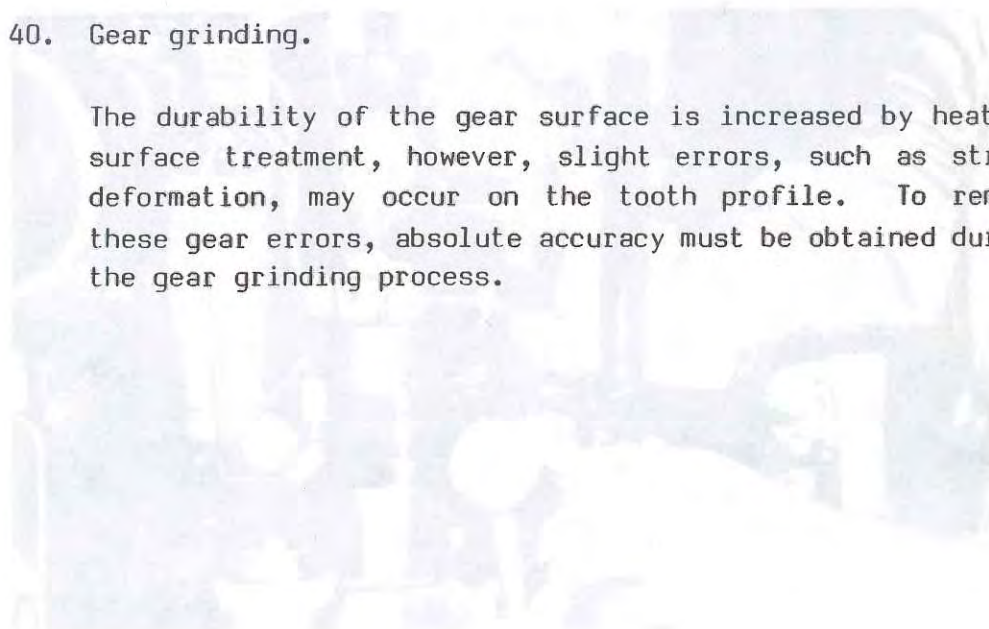 40. Gear grinding.
The durability of the gear surface is increased by heat
surface treatment, however, slight errors, such as
deformation, may occur on the tooth profile. To
these gear errors, absolute accuracy must be obtained
the gear grinding process.